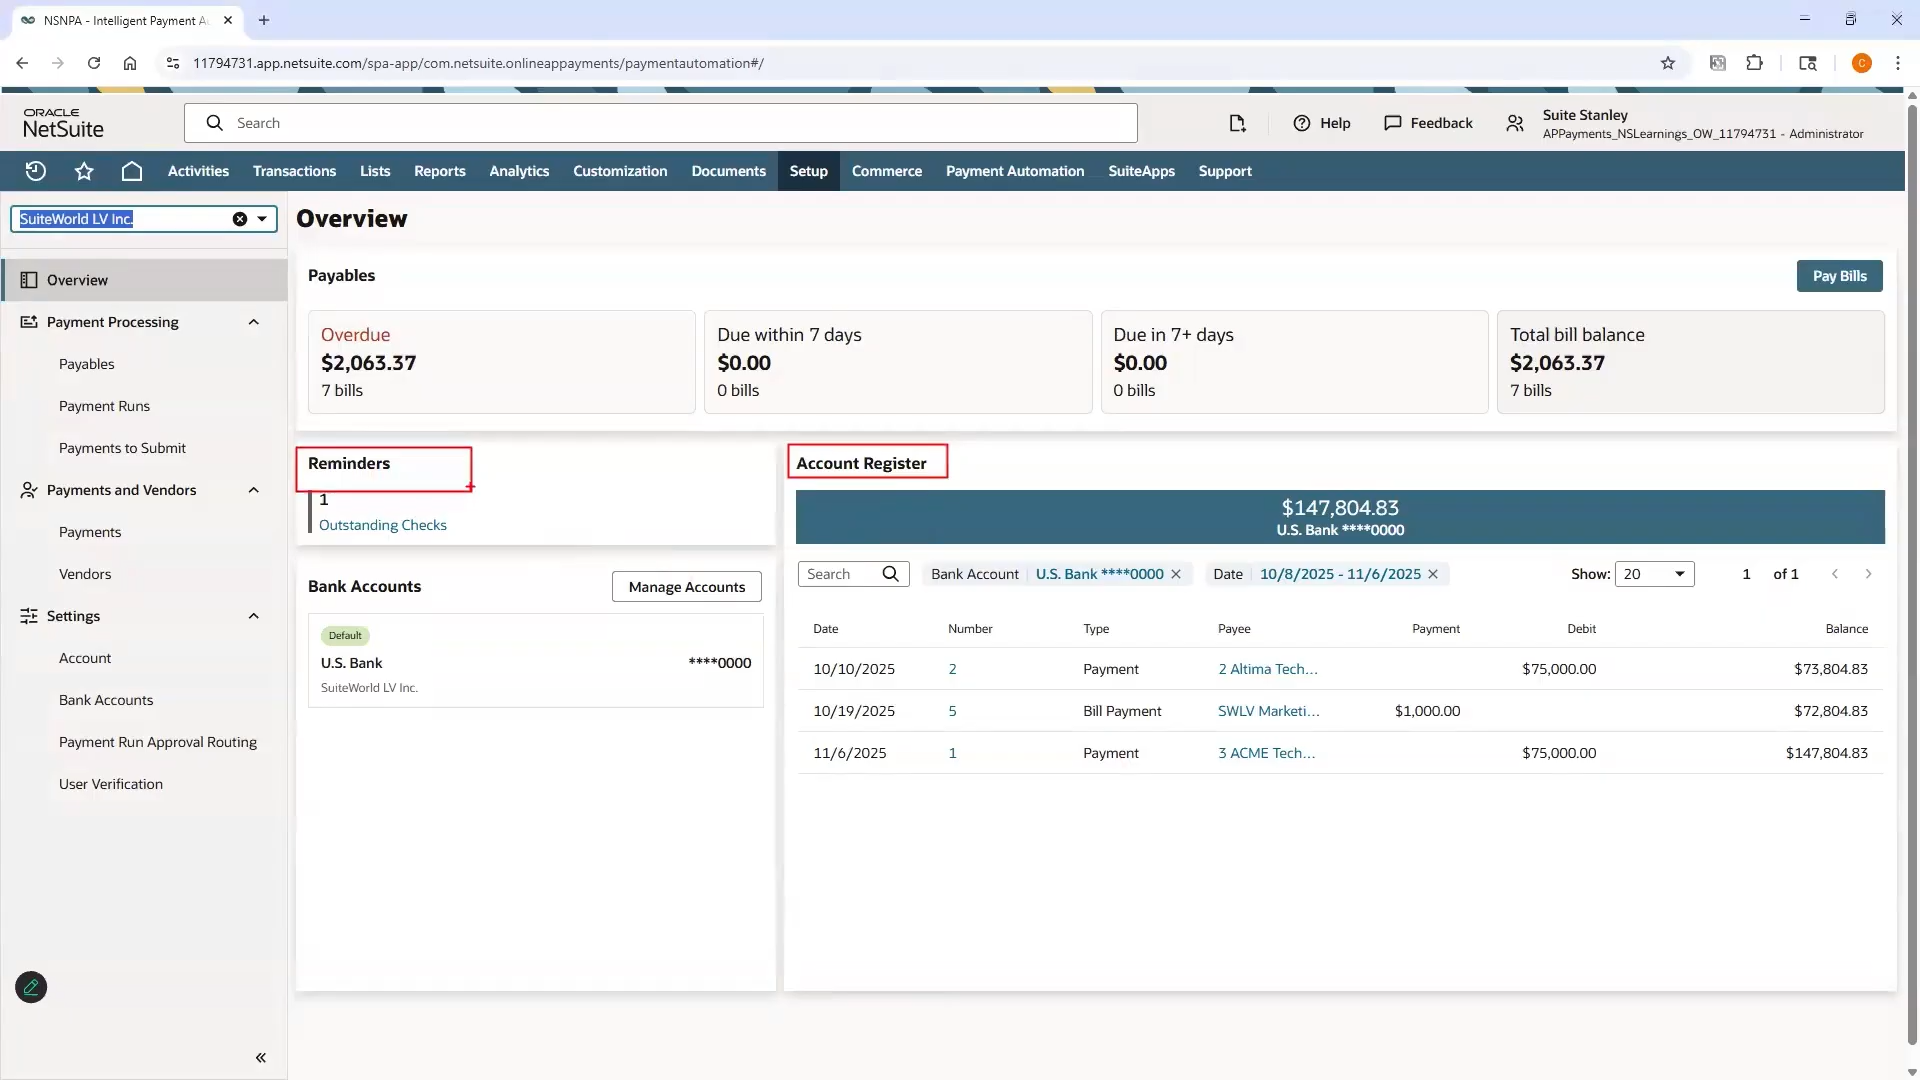 NSNPA - Intelligent Payment A
11794731.app.netsuite.com/spa-app/com.netsuite.onlineappayments/paymentautomation#/
C
ORACLE
NetSuite
Search
Help
Feedback
Suite Stanley
APPayments_NSLearnings_OW_11794731 - Administrator
Activities
Transactions
Lists
Reports
Analytics
Customization
Documents
Setup
Commerce
Payment Automation
SuiteApps
Support
SuiteWorld LV Inc.
Overview
Payment Processing
Payables
Payment Runs
Payments to Submit
Payments and Vendors
Payments
Vendors
Settings
Account
Bank Accounts
Payment Run Approval Routing
User Verification
Overview
Payables
Pay Bills
Overdue
$2,063.37
7 bills
Due within 7 days
$0.00
0 bills
Due in 7+ days
$0.00
0 bills
Total bill balance
$2,063.37
7 bills
Reminders
1
Outstanding Checks
Bank Accounts
Manage Accounts
Default
U.S. Bank ****0000
SuiteWorld LV Inc.
Account Register
$147,804.83
U.S. Bank ****0000
Search
Bank Account U.S. Bank ****0000
Date 10/8/2025 - 11/6/2025
Show: 20
1 of 1
Date Number Type Payee Payment Debit Balance
10/10/2025 2 Payment 2 Altima Tech... $75,000.00 $73,804.83
10/19/2025 5 Bill Payment SWLV Marketi... $1,000.00 $72,804.83
11/6/2025 1 Payment 3 ACME Tech... $75,000.00 $147,804.83